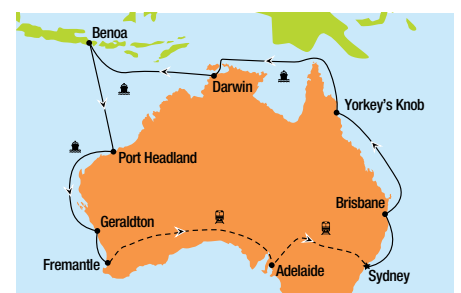 Benoa
Darwin
Yorkey's Knob
Port Headland
Brisbane
Geraldton
Fremantle
Adelaide
Sydney